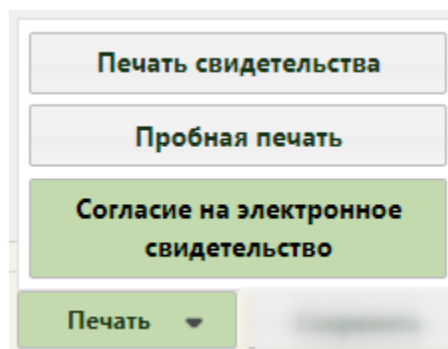 Печать свидетельства
Пробная печать
Согласие на электронное
свидетельство
Печать